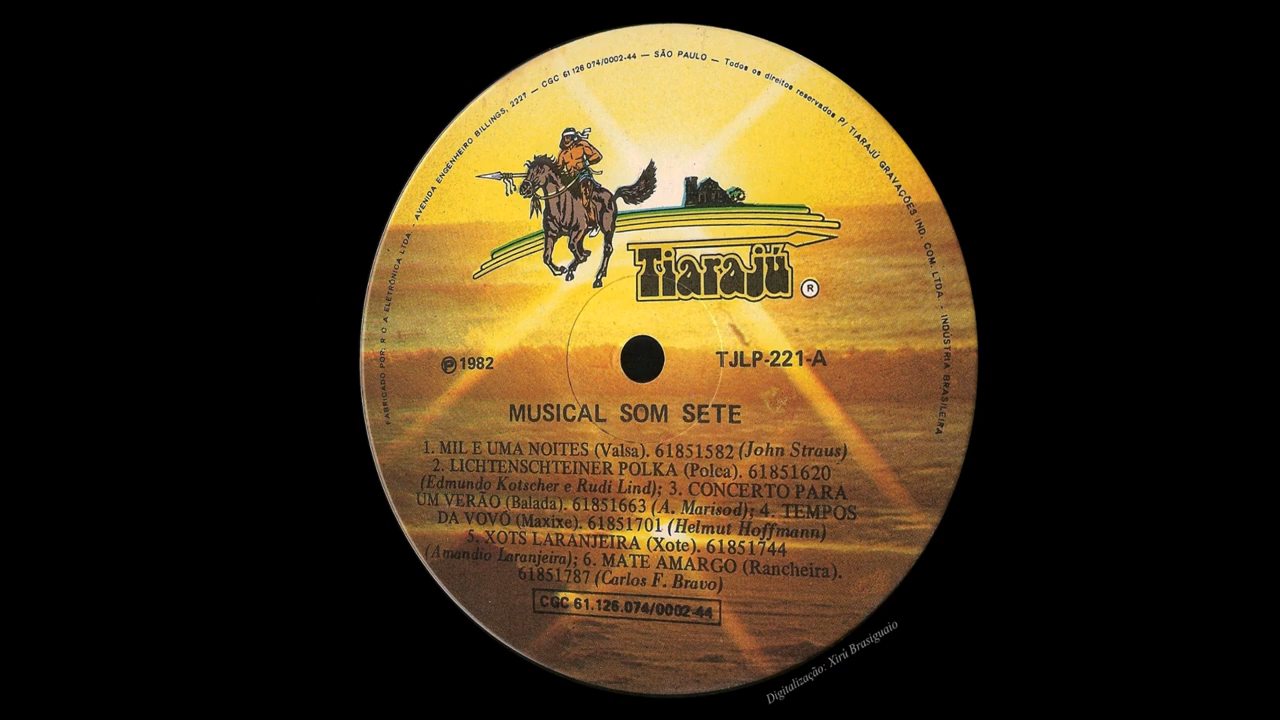 FABRICADO POR: R C A ELETRÔNICA LTDA. - AVENIDA ENGENHEIRO BILLINGS, 2227 — CGC 61 126 074/0002-44 — SÃO PAULO — Todos os direitos reservados P/ TIARAJÚ GRAVAÇÕES IND. COM. LTDA. - INDÚSTRIA BRASILEIRA
Tiarajú ®
℗ 1982
TJLP-221-A
MUSICAL SOM SETE
1. MIL E UMA NOITES (Valsa). 61851582 (John Straus)
2. LICHTENSCHTEINER POLKA (Polca). 61851620
(Edmundo Kotscher e Rudi Lind); 3. CONCERTO PARA
UM VERÃO (Balada). 61851663 (A. Marisod); 4. TEMPOS
DA VOVÓ (Maxixe). 61851701 (Helmut Hoffmann)
5. XOTS LARANJEIRA (Xote). 61851744
(Amandio Laranjeira); 6. MATE AMARGO (Rancheira).
61851787 (Carlos F. Bravo)
CGC 61.126.074/0002-44
Digitalização: Xirú Brasiguaio